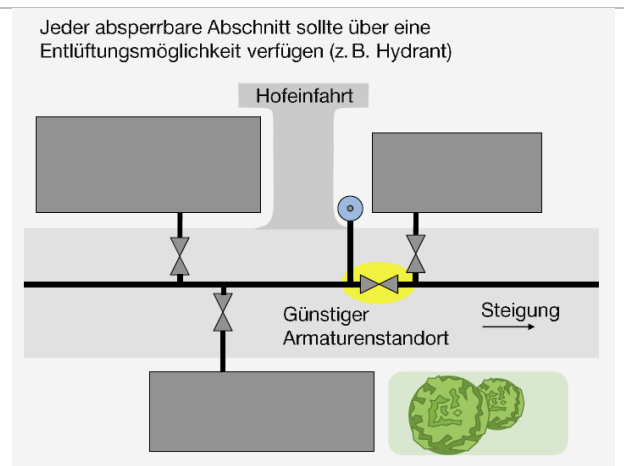 Jeder absperrbare Abschnitt sollte über eine
Entlüftungsmöglichkeit verfügen (z. B. Hydrant)
Hofeinfahrt
Günstiger
Armaturenstandort
Steigung